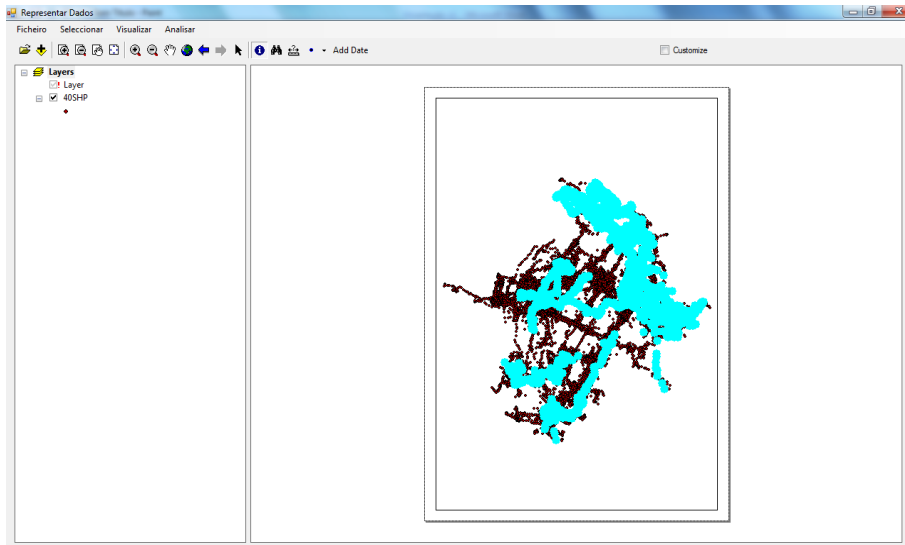 Representar Dados
Ficheiro Seleccionar Visualizar Analisar
Add Date
Customize
Layers
Layer
40SHP